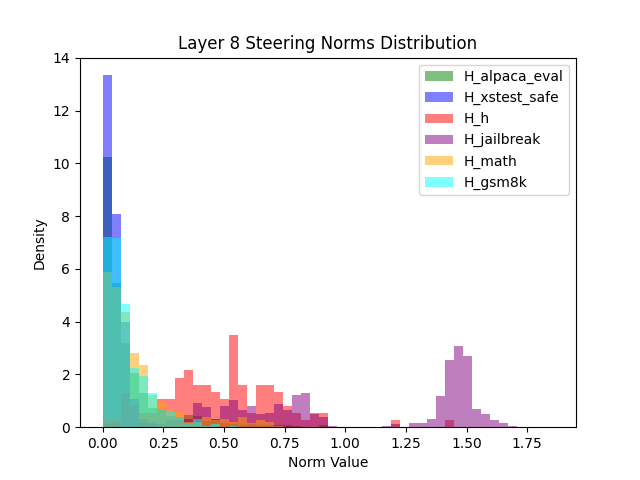 Layer 8 Steering Norms Distribution
14
12
10
8
6
4
2
0
Density
H_alpaca_eval
H_xstest_safe
H_h
H_jailbreak
H_math
H_gsm8k
0.00 0.25 0.50 0.75 1.00 1.25 1.50 1.75
Norm Value